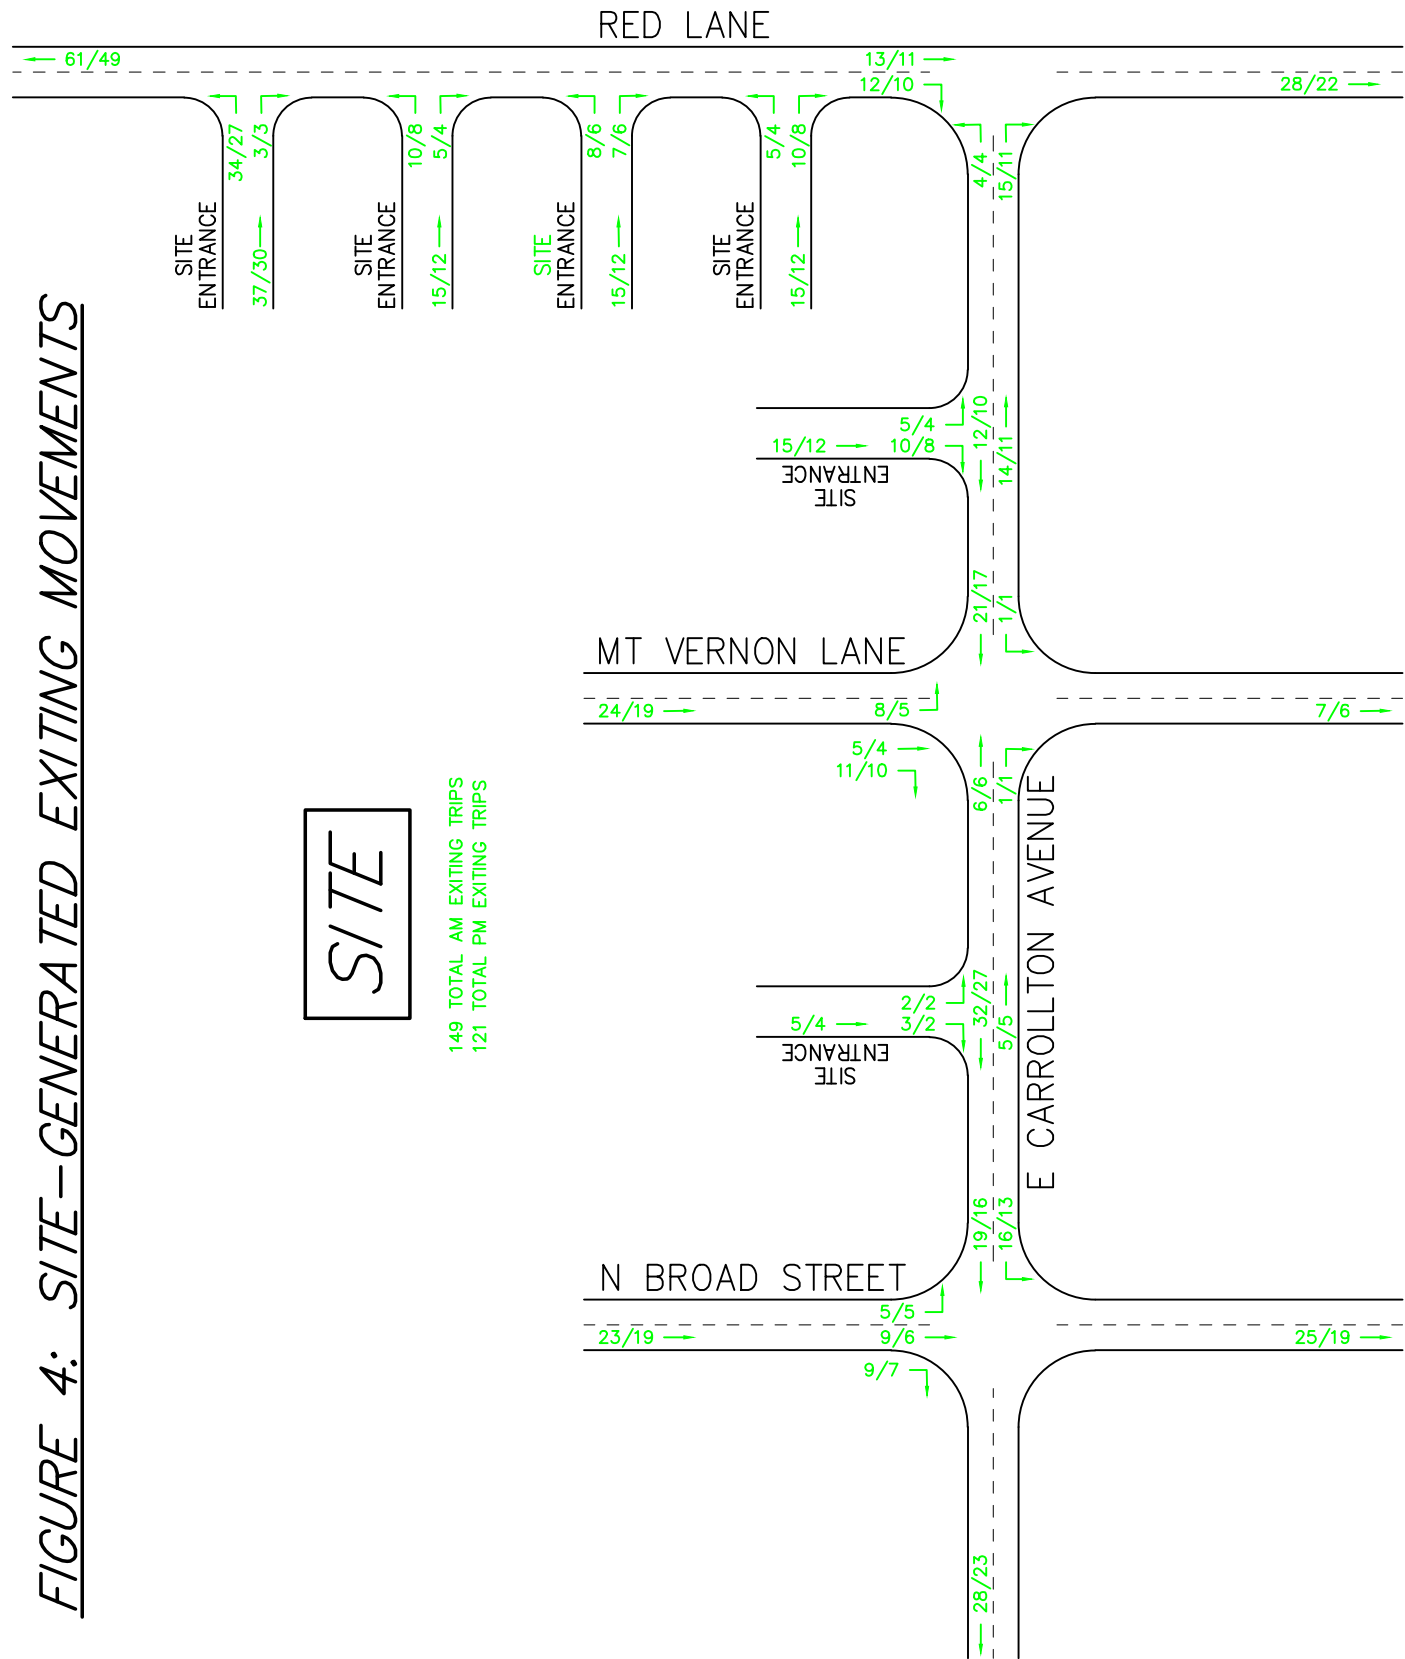 RED LANE
61/49
13/11
12/10
28/22
34/27
3/3
10/8
5/4
8/6
7/6
5/4
10/8
4/4
15/11
SITE
ENTRANCE
37/30
SITE
ENTRANCE
15/12
SITE
ENTRANCE
15/12
SITE
ENTRANCE
15/12
5/4
12/10
15/12
10/8
14/11
SITE
ENTRANCE
21/17
1/1
MT VERNON LANE
24/19
8/5
7/6
5/4
11/10
6/6
1/1
E CARROLLTON AVENUE
SITE
149 TOTAL AM EXITING TRIPS
121 TOTAL PM EXITING TRIPS
2/2
32/27
5/4
3/2
5/5
SITE
ENTRANCE
19/16
16/13
N BROAD STREET
5/5
23/19
9/6
25/19
9/7
28/23
FIGURE 4: SITE-GENERATED EXITING MOVEMENTS